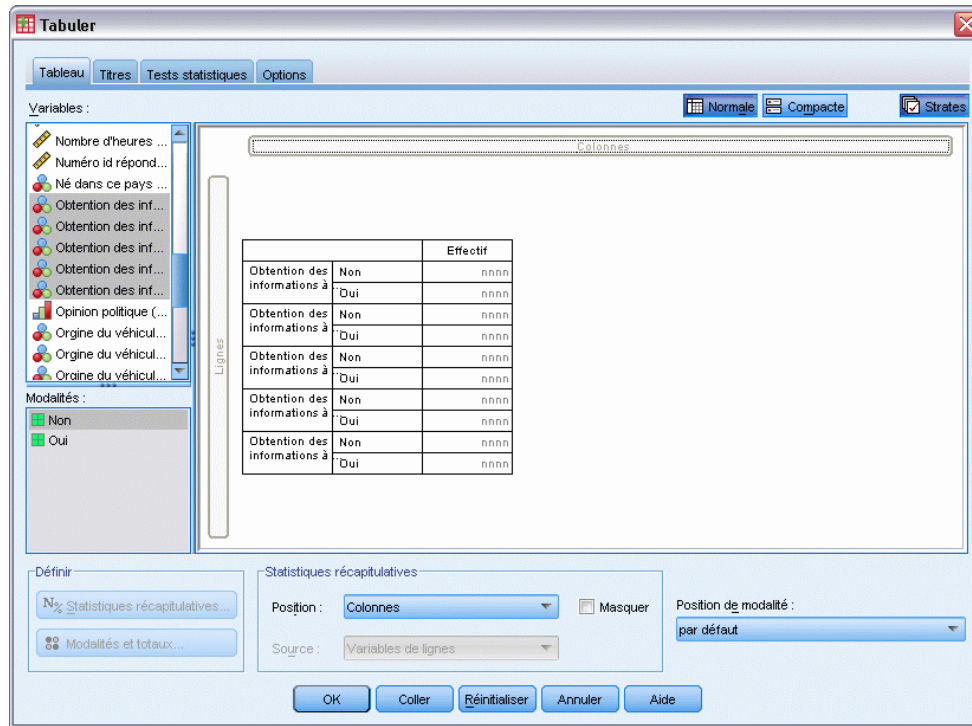 Tabuler
Tableau Titres Tests statistiques Options
Variables :
Normale Compacte Strates
Nombre d'heures ...
Numéro id répond...
Né dans ce pays ...
Obtention des inf...
Obtention des inf...
Obtention des inf...
Obtention des inf...
Obtention des inf...
Opinion politique (...
Orgine du véhicul...
Orgine du véhicul...
Orgine du véhicul...
Modalités :
Non
Oui
Colonnes
Lignes
Effectif
Obtention des informations à ... Non nnnn
Oui nnnn
Obtention des informations à ... Non nnnn
Oui nnnn
Obtention des informations à ... Non nnnn
Oui nnnn
Obtention des informations à ... Non nnnn
Oui nnnn
Obtention des informations à ... Non nnnn
Oui nnnn
Définir
N% Statistiques récapitulatives...
Modalités et totaux...
Statistiques récapitulatives
Position : Colonnes Masquer
Source : Variables de lignes
Position de modalité :
par défaut
OK Coller Réinitialiser Annuler Aide